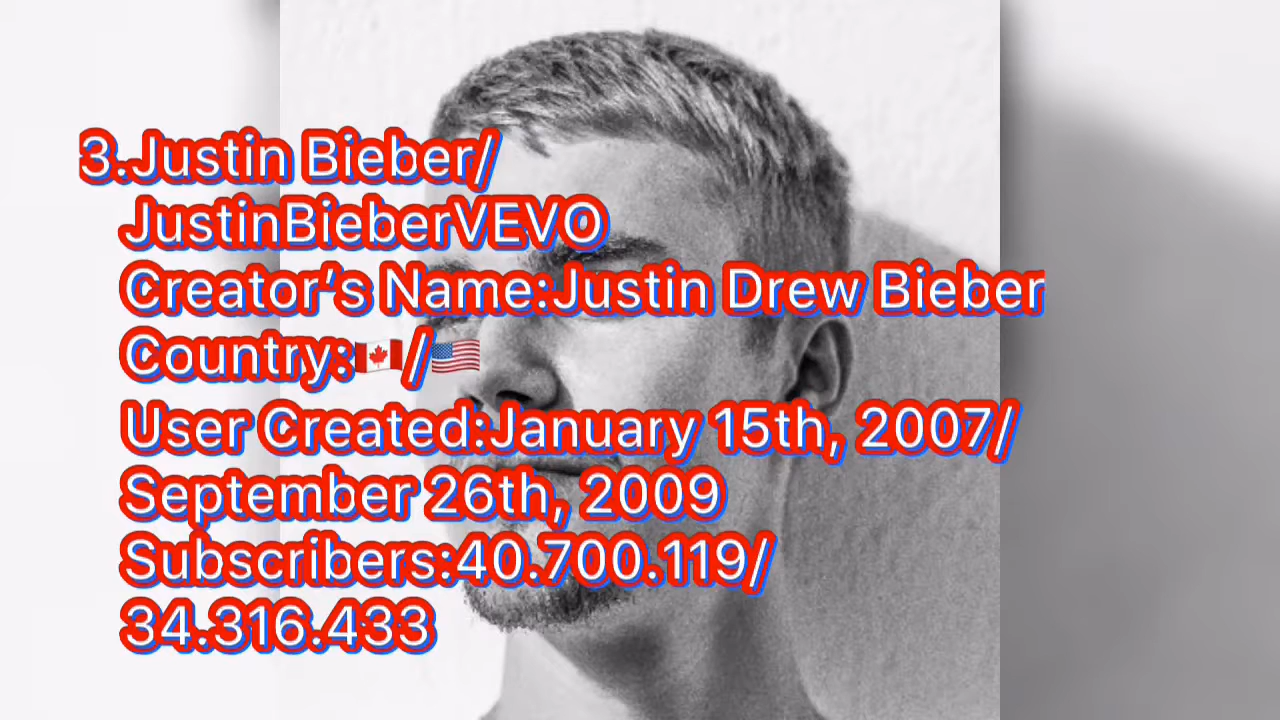 3.Justin Bieber/
JustinBieberVEVO
Creator’s Name:Justin Drew Bieber
Country:🇨🇦/🇺🇸
User Created:January 15th, 2007/
September 26th, 2009
Subscribers:40.700.119/
34.316.433